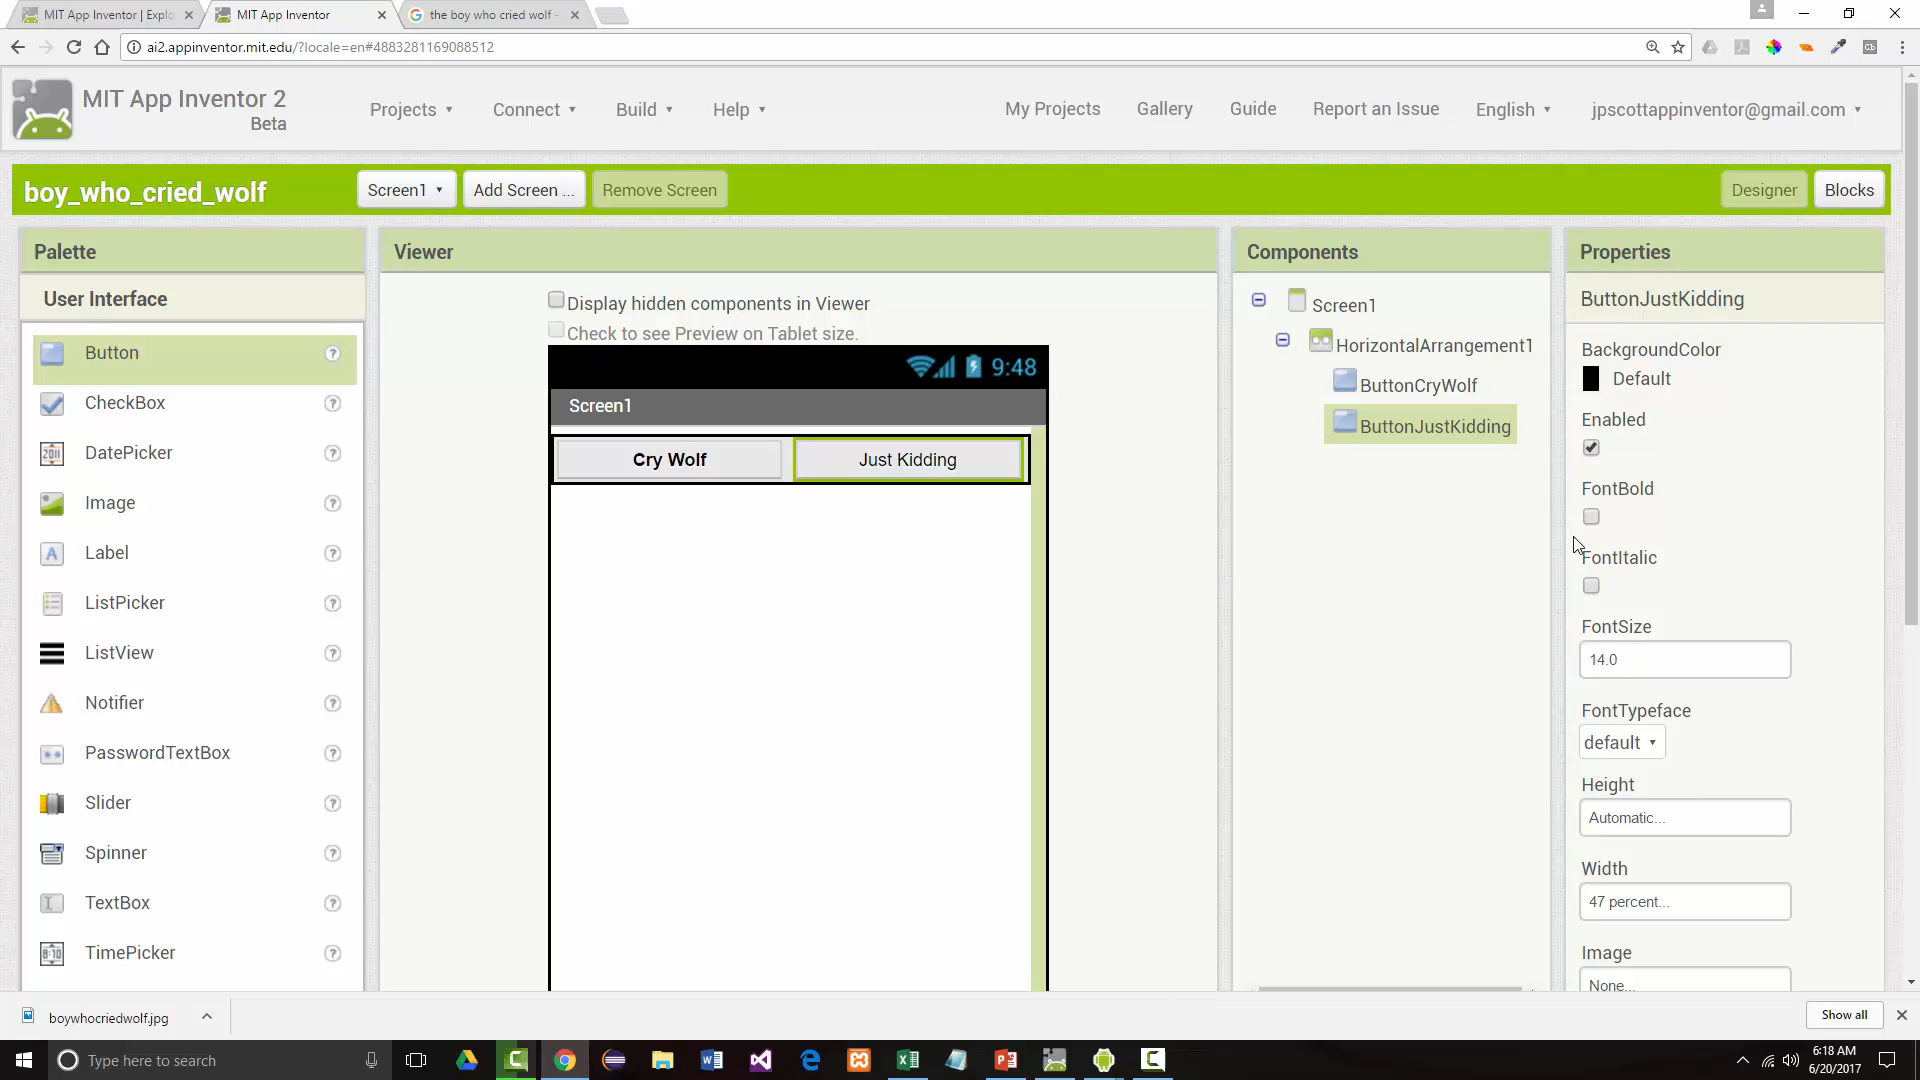 MIT App Inventor | Explo
MIT App Inventor
the boy who cried wolf -
ai2.appinventor.mit.edu/?locale=en#4883281169088512
MIT App Inventor 2
Beta
Projects
Connect
Build
Help
My Projects
Gallery
Guide
Report an Issue
English
jpscottappinventor@gmail.com
boy_who_cried_wolf
Screen1
Add Screen ...
Remove Screen
Designer
Blocks
Palette
User Interface
Button
CheckBox
DatePicker
Image
Label
ListPicker
ListView
Notifier
PasswordTextBox
Slider
Spinner
TextBox
TimePicker
Viewer
Display hidden components in Viewer
Check to see Preview on Tablet size.
9:48
Screen1
Cry Wolf
Just Kidding
Components
Screen1
HorizontalArrangement1
ButtonCryWolf
ButtonJustKidding
Properties
ButtonJustKidding
BackgroundColor
Default
Enabled
FontBold
FontItalic
FontSize
14.0
FontTypeface
default
Height
Automatic...
Width
47 percent...
Image
None...
boywhocriedwolf.jpg
Show all
Type here to search
6:18 AM
6/20/2017